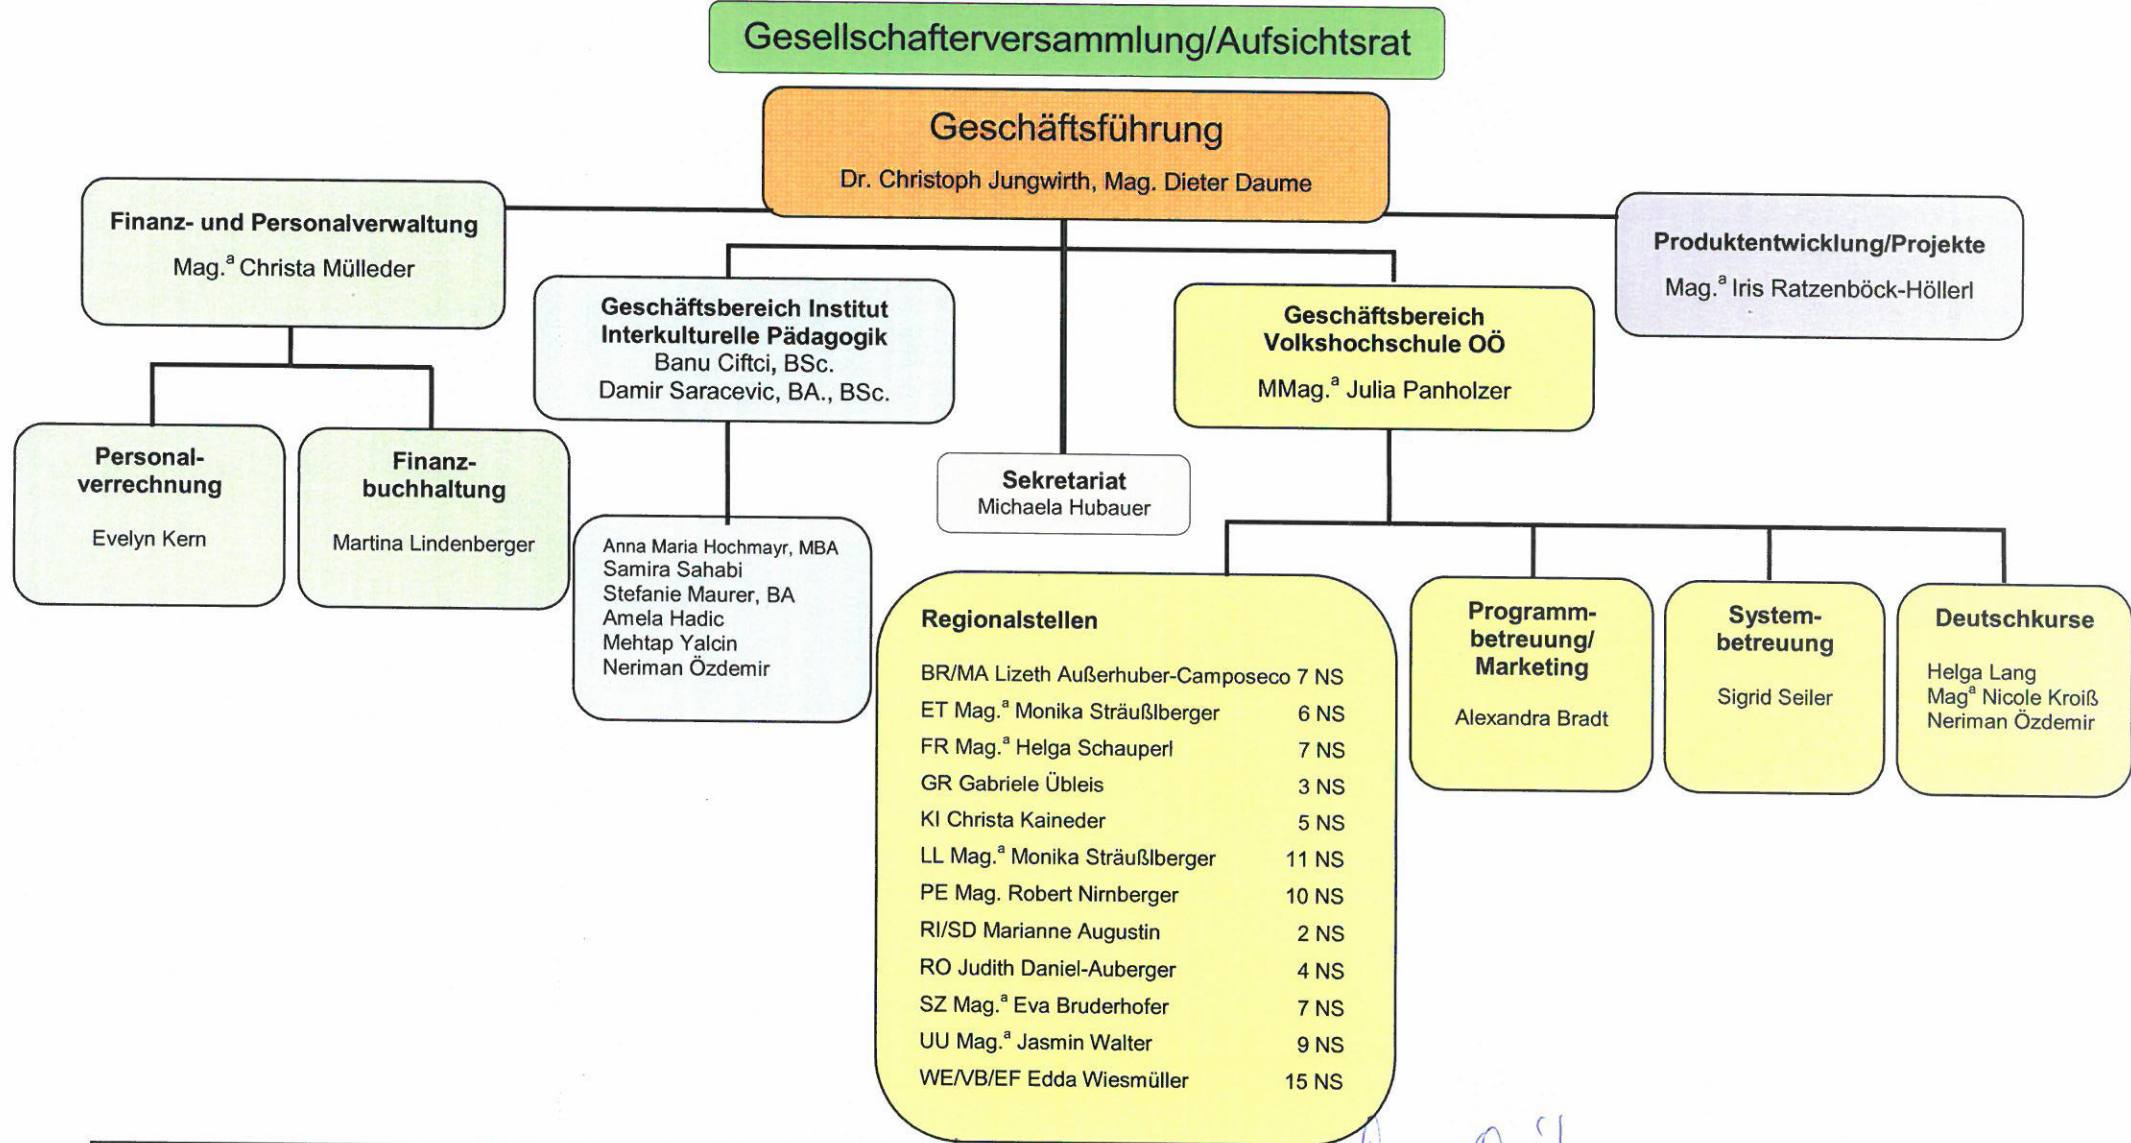 Gesellschafterversammlung/Aufsichtsrat
Geschäftsführung
Dr. Christoph Jungwirth, Mag. Dieter Daume
Finanz- und Personalverwaltung
Mag.ª Christa Mülleder
Produktentwicklung/Projekte
Mag.ª Iris Ratzenböck-Höllerl
Geschäftsbereich Institut
Interkulturelle Pädagogik
Banu Ciftci, BSc.
Damir Saracevic, BA., BSc.
Geschäftsbereich
Volkshochschule OÖ
MMag.ª Julia Panholzer
Personal-
verrechnung
Evelyn Kern
Finanz-
buchhaltung
Martina Lindenberger
Sekretariat
Michaela Hubauer
Anna Maria Hochmayr, MBA
Samira Sahabi
Stefanie Maurer, BA
Amela Hadic
Mehtap Yalcin
Neriman Özdemir
Regionalstellen
BR/MA Lizeth Außerhuber-Camposeco 7 NS
ET Mag.ª Monika Sträußlberger 6 NS
FR Mag.ª Helga Schauperl 7 NS
GR Gabriele Übleis 3 NS
KI Christa Kaineder 5 NS
LL Mag.ª Monika Sträußlberger 11 NS
PE Mag. Robert Nirnberger 10 NS
RI/SD Marianne Augustin 2 NS
RO Judith Daniel-Auberger 4 NS
SZ Mag.ª Eva Bruderhofer 7 NS
UU Mag.ª Jasmin Walter 9 NS
WE/VB/EF Edda Wiesmüller 15 NS
Programm-
betreuung/
Marketing
Alexandra Bradt
System-
betreuung
Sigrid Seiler
Deutschkurse
Helga Lang
Magª Nicole Kroiß
Neriman Özdemir